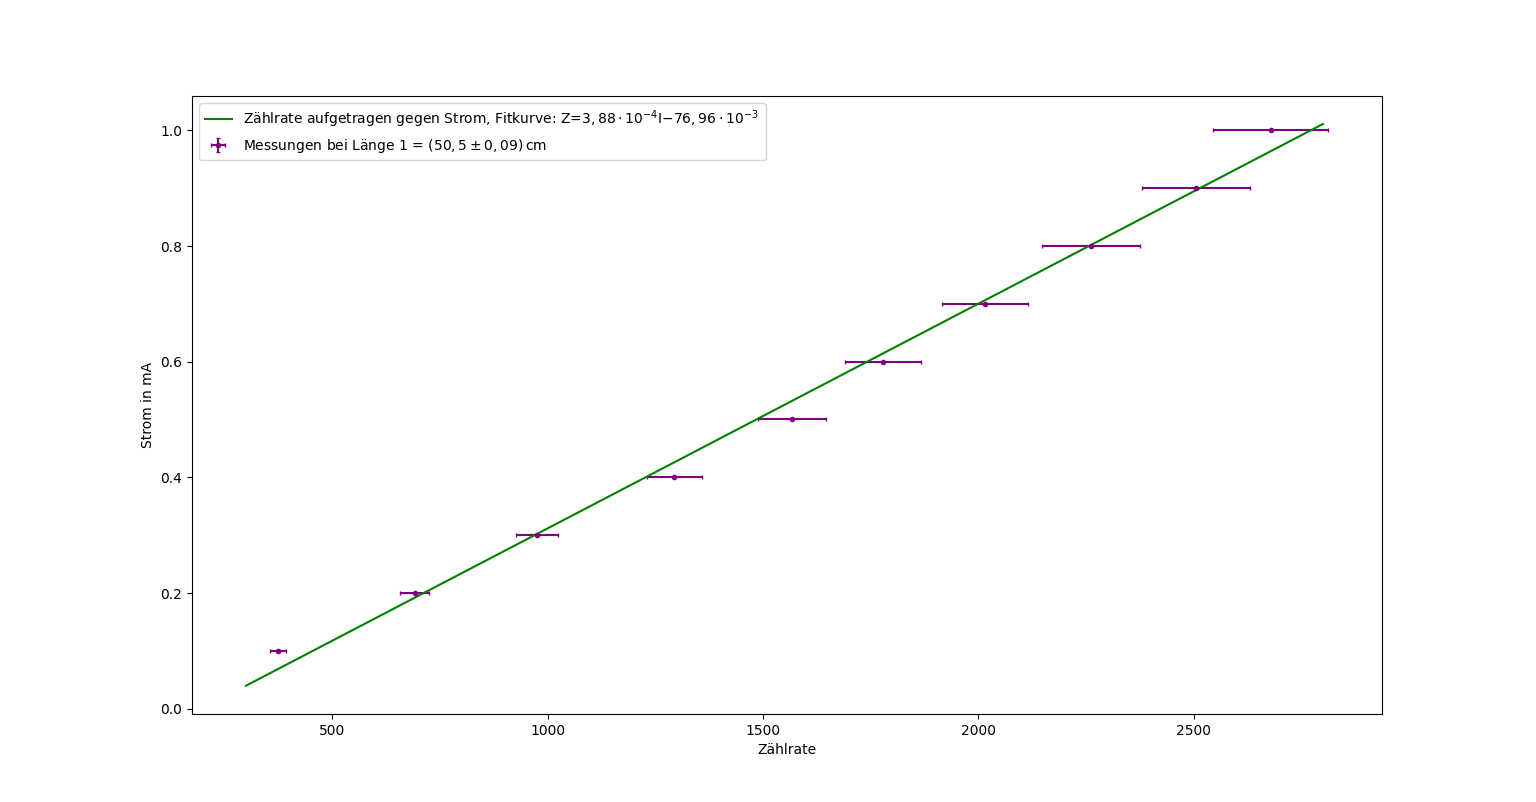 Zählrate aufgetragen gegen Strom, Fitkurve: Z=3, 88 · 10⁻⁴I−76, 96 · 10⁻³
Messungen bei Länge 1 = (50, 5 ± 0, 09) cm
1.0
0.8
0.6
0.4
0.2
0.0
Strom in mA
500 1000 1500 2000 2500
Zählrate